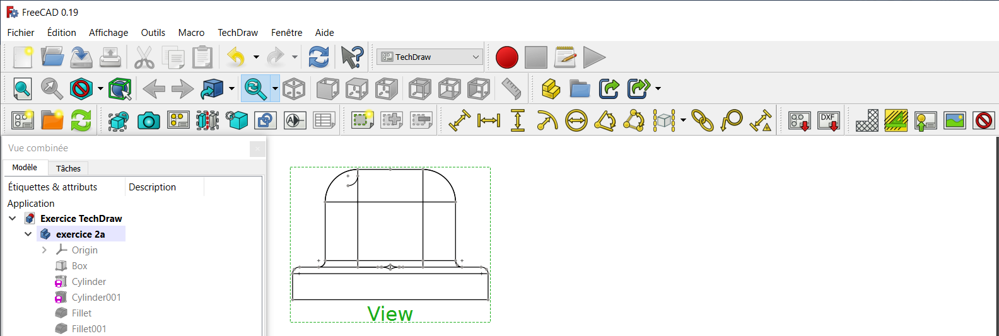 FreeCAD 0.19
Fichier Édition Affichage Outils Macro TechDraw Fenêtre Aide
TechDraw
DXF
Vue combinée
Modèle Tâches
Étiquettes & attributs Description
Application
Exercice TechDraw
exercice 2a
Origin
Box
Cylinder
Cylinder001
Fillet
Fillet001
View